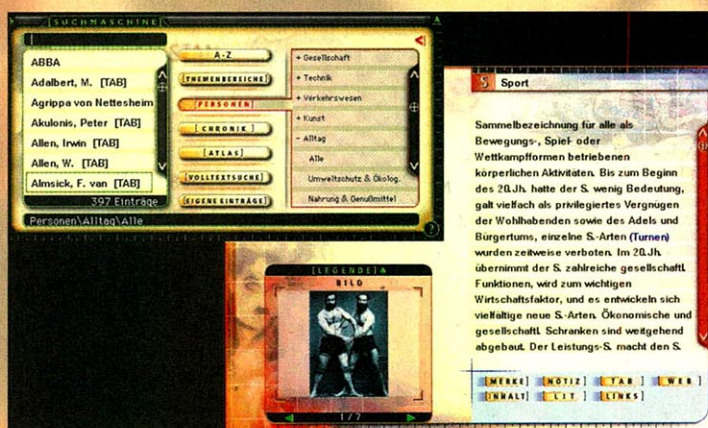 [SUCHMASCHINE]
ABBA
Adalbert, M. [TAB]
Agrippa von Nettesheim
Akulonis, Peter [TAB]
Allen, Irwin [TAB]
Allen, W. [TAB]
Almsick, F. van [TAB]
397 Einträge
Personen\Alltag\Alle
A-Z
[THEMENBEREICHE]
[PERSONEN]
[CHRONIK]
[ATLAS]
[VOLLTEXTSUCHE]
[EIGENE EINTRÄGE]
+ Gesellschaft
+ Technik
+ Verkehrswesen
+ Kunst
- Alltag
Alle
Umweltschutz & Ökolog.
Nahrung & Genußmittel
?
S Sport
Sammelbezeichnung für alle als
Bewegungs-, Spiel- oder
Wettkampfformen betriebenen
körperlichen Aktivitäten. Bis zum Beginn
des 20.Jh. hatte der S. wenig Bedeutung,
galt vielfach als privilegiertes Vergnügen
der Wohlhabenden sowie des Adels und
Bürgertums, einzelne S.-Arten (Turnen)
wurden zeitweise verboten. Im 20.Jh.
übernimmt der S. zahlreiche gesellschaftl.
Funktionen, wird zum wichtigen
Wirtschaftsfaktor, und es entwickeln sich
vielfältige neue S.-Arten. Ökonomische und
gesellschaftl. Schranken sind weitgehend
abgebaut. Der Leistungs-S. macht den S.
[MERKE] [NOTIZ] [TAB] [WEB]
[INHALT] [LIT] [LINKS]
[LEGENDE]
BILD
1/7